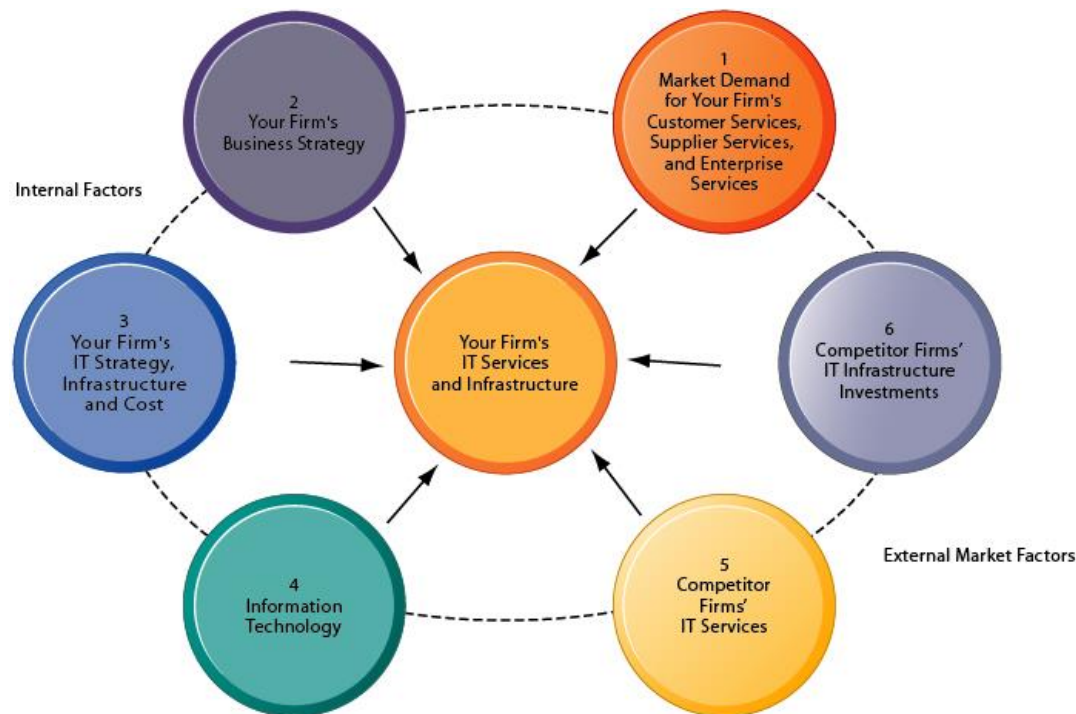 1
Market Demand
for Your Firm's
Customer Services,
Supplier Services,
and Enterprise
Services
2
Your Firm's
Business Strategy
Internal Factors
3
Your Firm's
IT Strategy,
Infrastructure
and Cost
Your Firm's
IT Services
and Infrastructure
6
Competitor Firms’
IT Infrastructure
Investments
4
Information
Technology
5
Competitor
Firms’
IT Services
External Market Factors